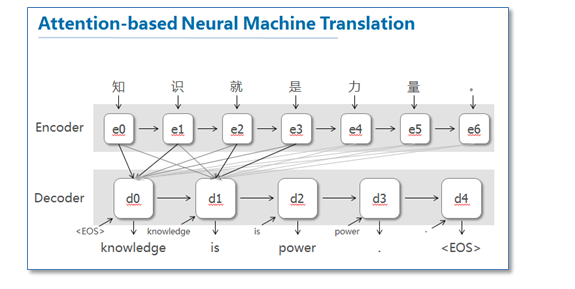 Attention-based Neural Machine Translation
知 识 就 是 力 量 。
Encoder e0 e1 e2 e3 e4 e5 e6
Decoder d0 d1 d2 d3 d4
<EOS> knowledge is power .
knowledge is power . <EOS>